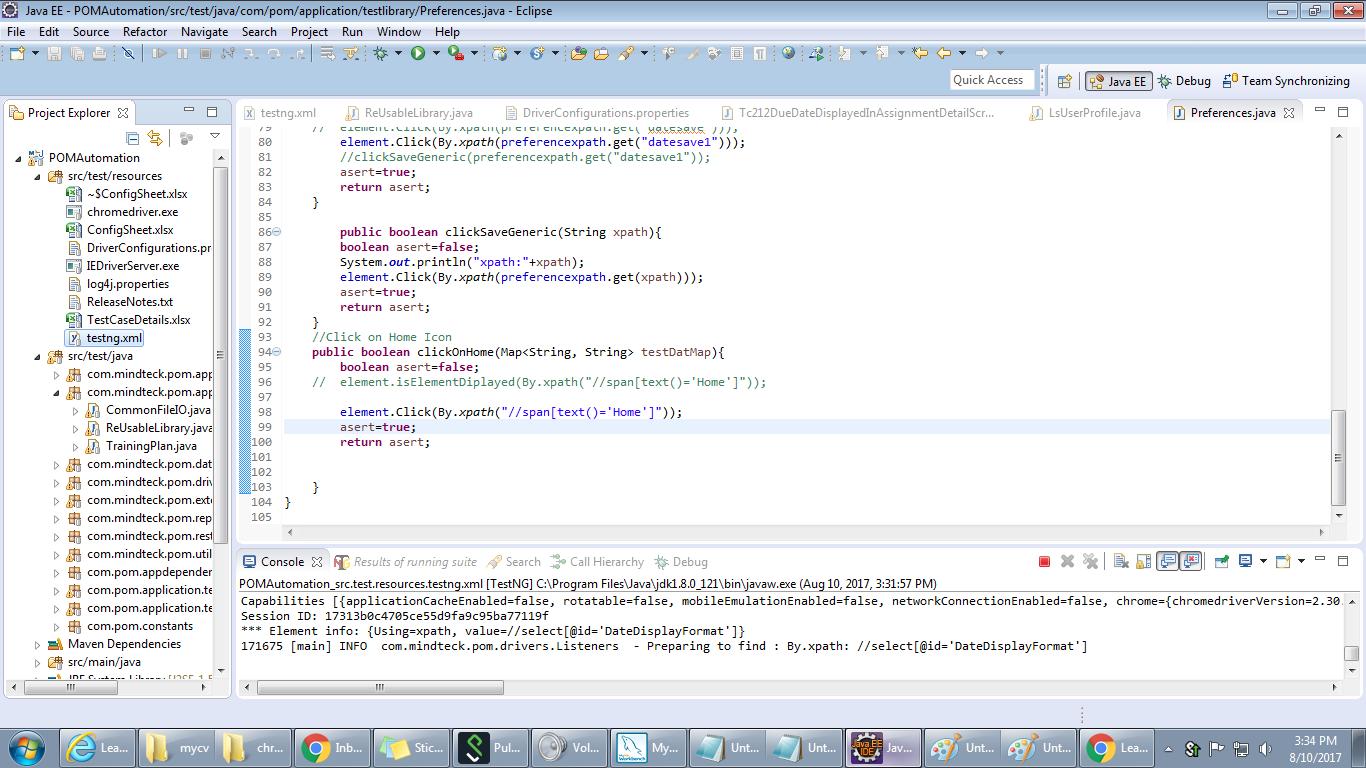 Java EE - POMAutomation/src/test/java/com/pom/application/testlibrary/Preferences.java - Eclipse
File Edit Source Refactor Navigate Search Project Run Window Help
Quick Access
Java EE Debug Team Synchronizing
Project Explorer
testng.xml ReUsableLibrary.java DriverConfigurations.properties Tc212DueDateDisplayedInAssignmentDetailScr... LsUserProfile.java Preferences.java
POMAutomation
src/test/resources
~$ConfigSheet.xlsx
chromedriver.exe
ConfigSheet.xlsx
DriverConfigurations.pr
IEDriverServer.exe
log4j.properties
ReleaseNotes.txt
TestCaseDetails.xlsx
testng.xml
src/test/java
com.mindteck.pom.app
com.mindteck.pom.app
CommonFileIO.java
ReUsableLibrary.java
TrainingPlan.java
com.mindteck.pom.dat
com.mindteck.pom.driv
com.mindteck.pom.exte
com.mindteck.pom.rep
com.mindteck.pom.rest
com.mindteck.pom.util
com.pom.appdependen
com.pom.application.te
com.pom.application.te
com.pom.constants
Maven Dependencies
src/main/java
79 // element.Click(By.xpath(preferencexpath.get("datesave")));
80 element.Click(By.xpath(preferencexpath.get("datesave1")));
81 //clickSaveGeneric(preferencexpath.get("datesave1"));
82 asert=true;
83 return asert;
84 }
85
86 public boolean clickSaveGeneric(String xpath){
87 boolean asert=false;
88 System.out.println("xpath:"+xpath);
89 element.Click(By.xpath(preferencexpath.get(xpath)));
90 asert=true;
91 return asert;
92 }
93 //Click on Home Icon
94 public boolean clickOnHome(Map<String, String> testDatMap){
95 boolean asert=false;
96 // element.isElementDiplayed(By.xpath("//span[text()='Home']"));
97
98 element.Click(By.xpath("//span[text()='Home']"));
99 asert=true;
100 return asert;
101
102
103 }
104 }
105
Console Results of running suite Search Call Hierarchy Debug
POMAutomation_src.test.resources.testng.xml [TestNG] C:\Program Files\Java\jdk1.8.0_121\bin\javaw.exe (Aug 10, 2017, 3:31:57 PM)
Capabilities [{applicationCacheEnabled=false, rotatable=false, mobileEmulationEnabled=false, networkConnectionEnabled=false, chrome={chromedriverVersion=2.30.
Session ID: 17313b0c4705ce55d9fa9c95ba77119f
*** Element info: {Using=xpath, value=//select[@id='DateDisplayFormat']}
171675 [main] INFO com.mindteck.pom.drivers.Listeners - Preparing to find : By.xpath: //select[@id='DateDisplayFormat']
Lea... mycv chr... Inb... Stic... Pul... Vol... My... Unt... Unt... Jav... Unt... Unt... Lea...
3:34 PM
8/10/2017